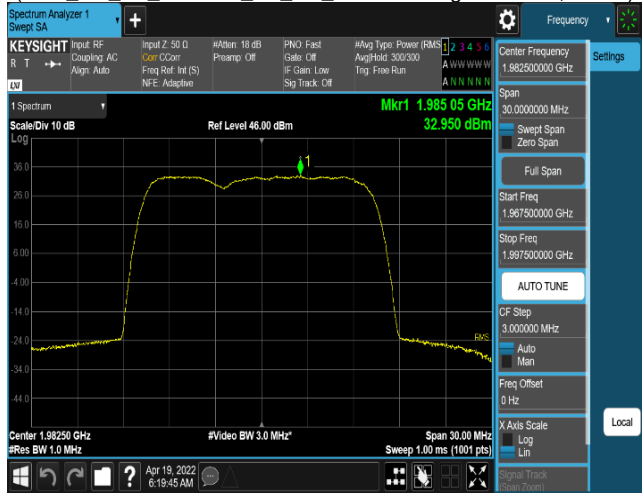 Spectrum Analyzer 1
Swept SA
Frequency
KEYSIGHT
R T
LXI
Input: RF
Coupling: AC
Align: Auto
Input Z: 50 Ω
Corr CCorr
Freq Ref: Int (S)
NFE: Adaptive
#Atten: 18 dB
Preamp: Off
PNO: Fast
Gate: Off
IF Gain: Low
Sig Track: Off
#Avg Type: Power (RMS
Avg|Hold: 300/300
Trig: Free Run
1 2 3 4 5 6
A W W W W W
A N N N N N
1 Spectrum
Scale/Div 10 dB
Ref Level 46.00 dBm
Mkr1 1.985 05 GHz
32.950 dBm
Log
1
36.0
26.0
16.0
6.00
-4.00
-14.0
-24.0
-34.0
-44.0
RMS
Center 1.98250 GHz
#Res BW 1.0 MHz
#Video BW 3.0 MHz*
Span 30.00 MHz
Sweep 1.00 ms (1001 pts)
Apr 19, 2022
6:19:45 AM
?
Center Frequency
1.982500000 GHz
Settings
Span
30.0000000 MHz
Swept Span
Zero Span
Full Span
Start Freq
1.967500000 GHz
Stop Freq
1.997500000 GHz
AUTO TUNE
CF Step
3.000000 MHz
Auto
Man
Freq Offset
0 Hz
X Axis Scale
Log
Lin
Local
Signal Track
(Span Zoom)